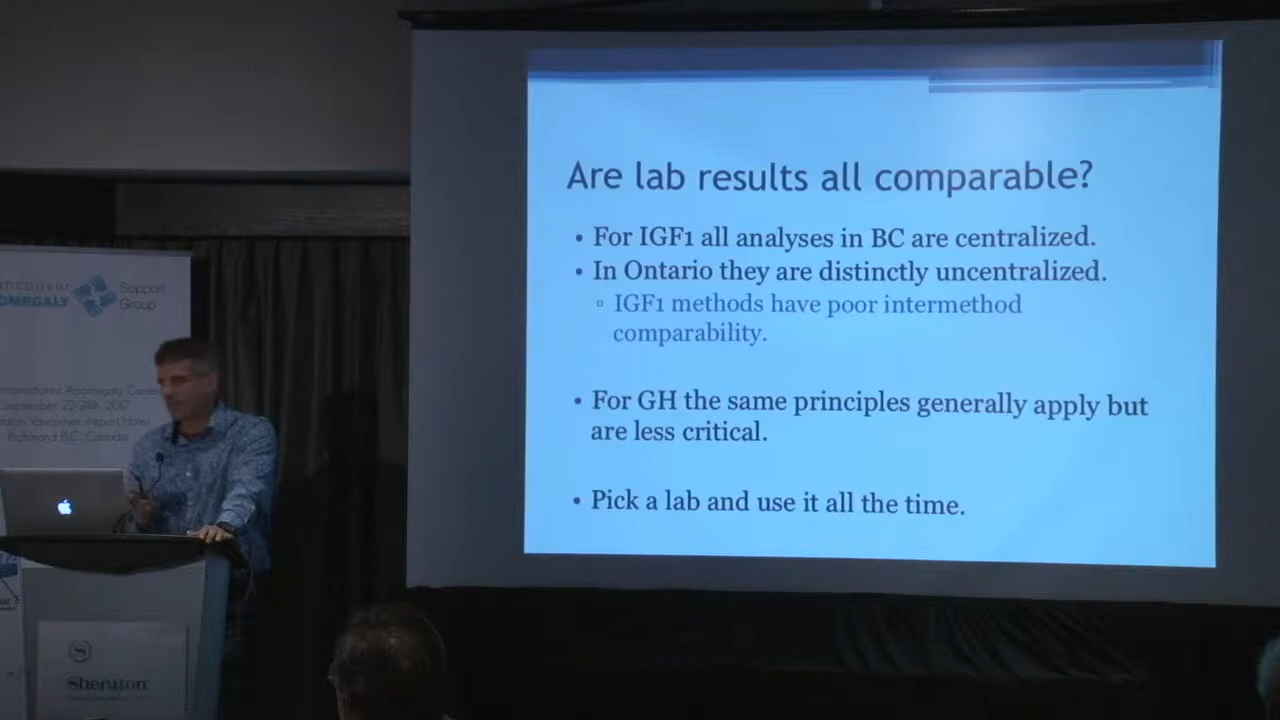 Are lab results all comparable?
• For IGF1 all analyses in BC are centralized.
• In Ontario they are distinctly uncentralized.
▫ IGF1 methods have poor intermethod
comparability.
• For GH the same principles generally apply but
are less critical.
• Pick a lab and use it all the time.
Support
Group
Richmond B.C. Canada
Sheraton